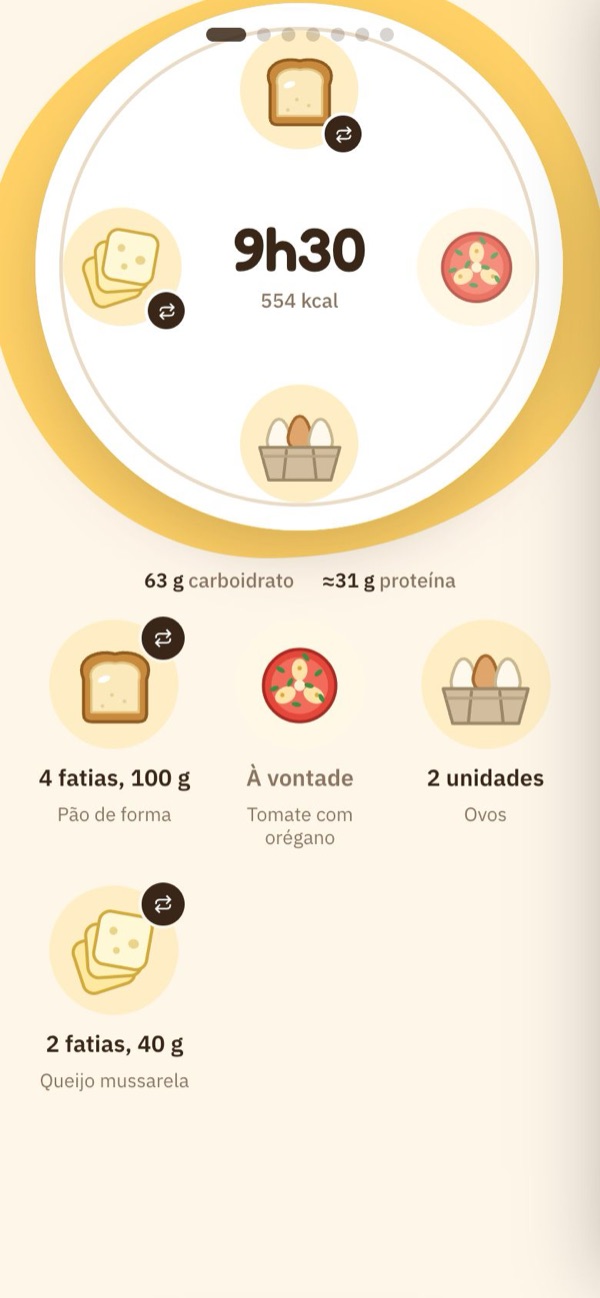 9h30
554 kcal
63 g carboidrato ≈31 g proteína
4 fatias, 100 g
Pão de forma
À vontade
Tomate com
orégano
2 unidades
Ovos
2 fatias, 40 g
Queijo mussarela